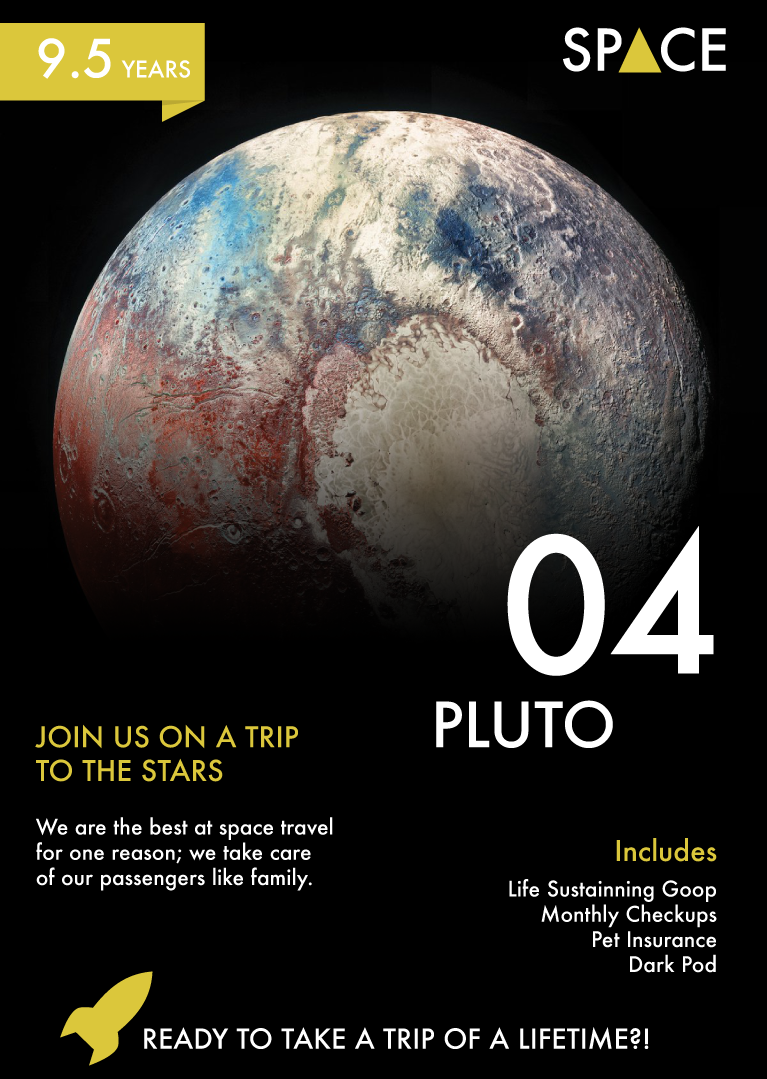 9.5 YEARS
SPACE
04
PLUTO
JOIN US ON A TRIP
TO THE STARS
We are the best at space travel
for one reason; we take care
of our passengers like family.
Includes
Life Sustainning Goop
Monthly Checkups
Pet Insurance
Dark Pod
READY TO TAKE A TRIP OF A LIFETIME?!